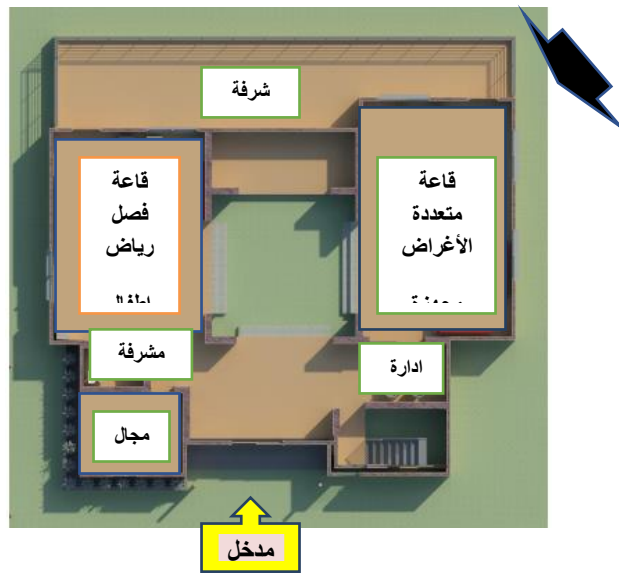 شرفة
قاعة
متعددة
الأغراض
قاعة
فصل
رياض
مشرفة
ادارة
مجال
مدخل